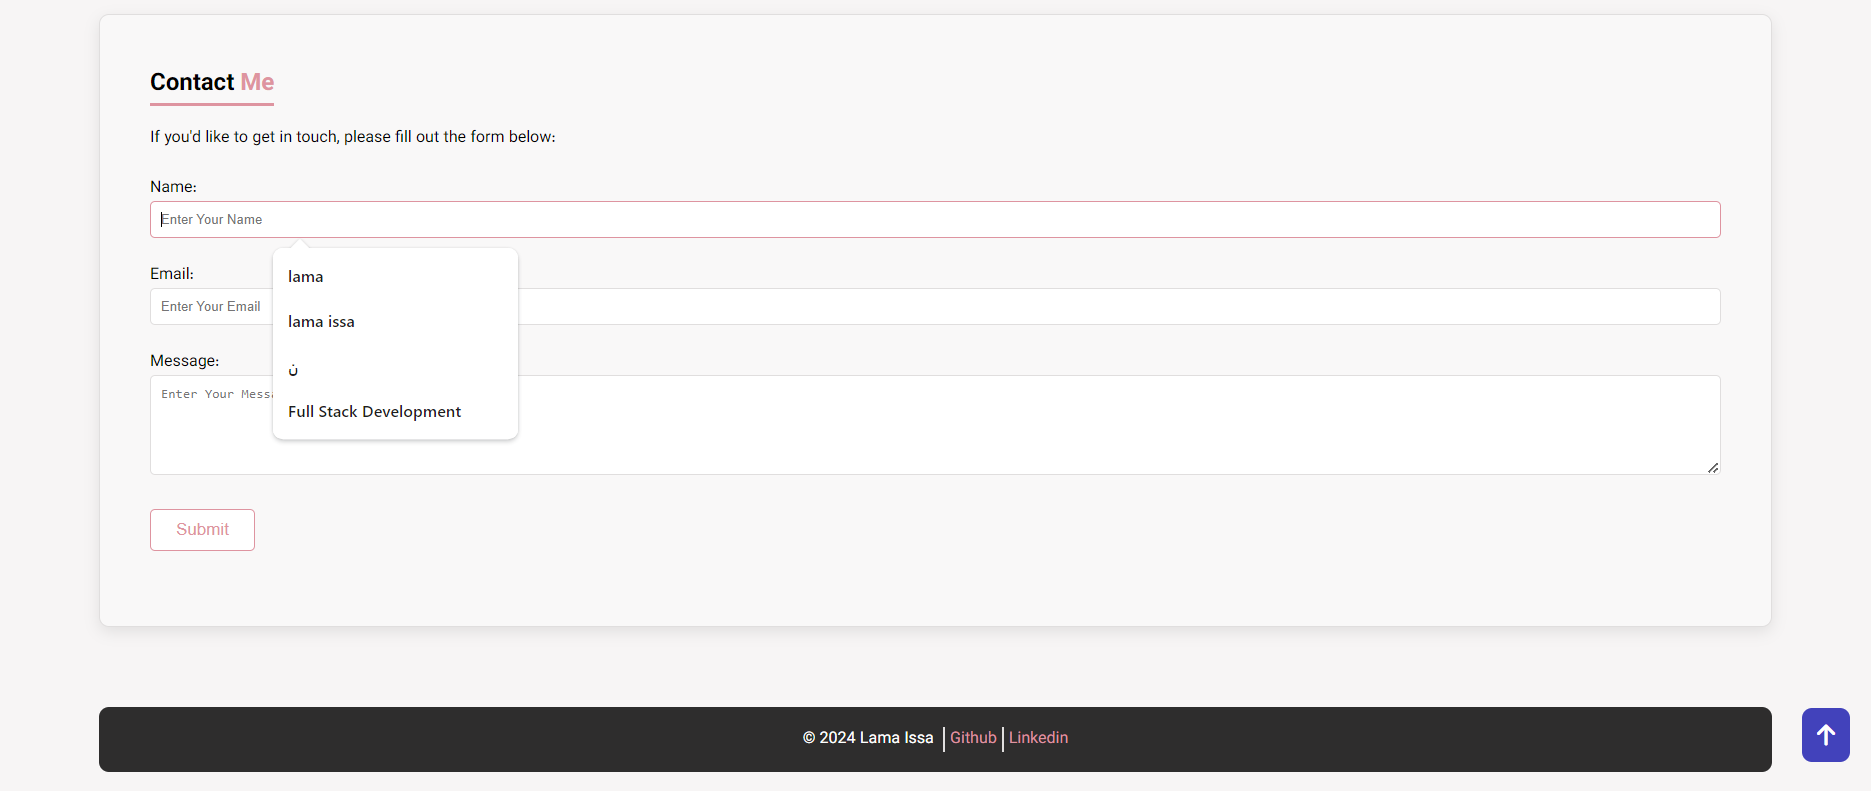 Contact Me
If you'd like to get in touch, please fill out the form below:
Name:
Enter Your Name
lama
lama issa
ن
Full Stack Development
Email:
Enter Your Email
Message:
Enter Your
Submit
© 2024 Lama Issa
Github
Linkedin